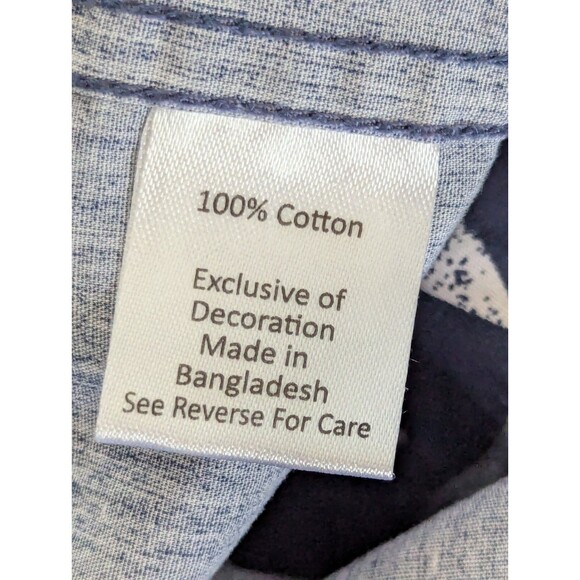 100% Cotton
Exclusive of
Decoration
Made in
Bangladesh
See Reverse For Care